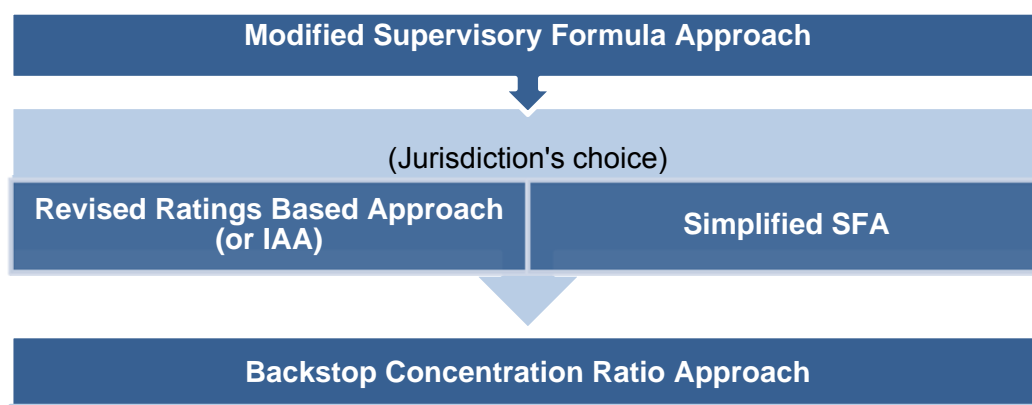 Modified Supervisory Formula Approach
(Jurisdiction's choice)
Revised Ratings Based Approach
(or IAA)
Simplified SFA
Backstop Concentration Ratio Approach